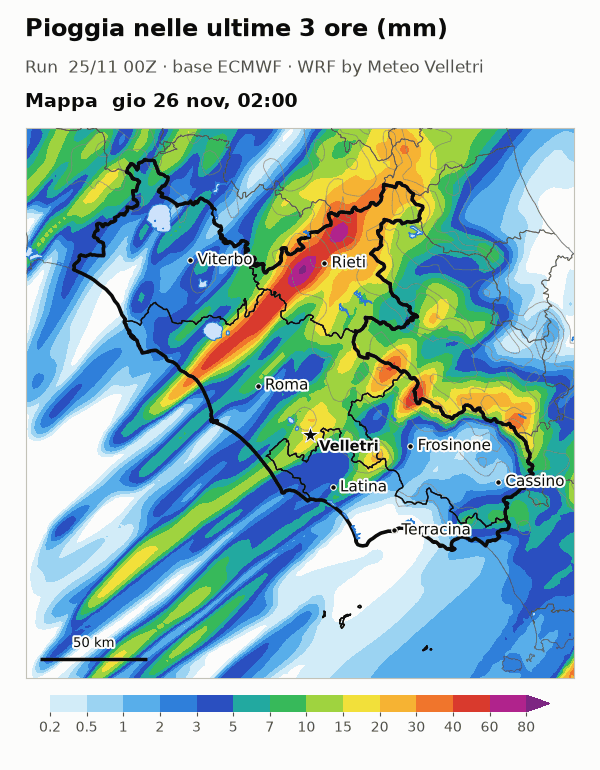 Pioggia nelle ultime 3 ore (mm)
Run  25/11 00Z · base ECMWF · WRF by Meteo Velletri
Mappa  gio 26 nov, 02:00
Viterbo
Rieti
Roma
Velletri
Frosinone
Latina
Cassino
Terracina
50 km
0.2 0.5 1 2 3 5 7 10 15 20 30 40 60 80